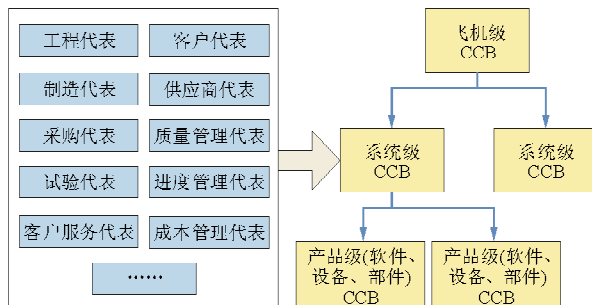 工程代表
客户代表
制造代表
供应商代表
采购代表
质量管理代表
试验代表
进度管理代表
客户服务代表
成本管理代表
……
飞机级
CCB
系统级
CCB
系统级
CCB
产品级(软件、
设备、部件)
CCB
产品级(软件、
设备、部件)
CCB